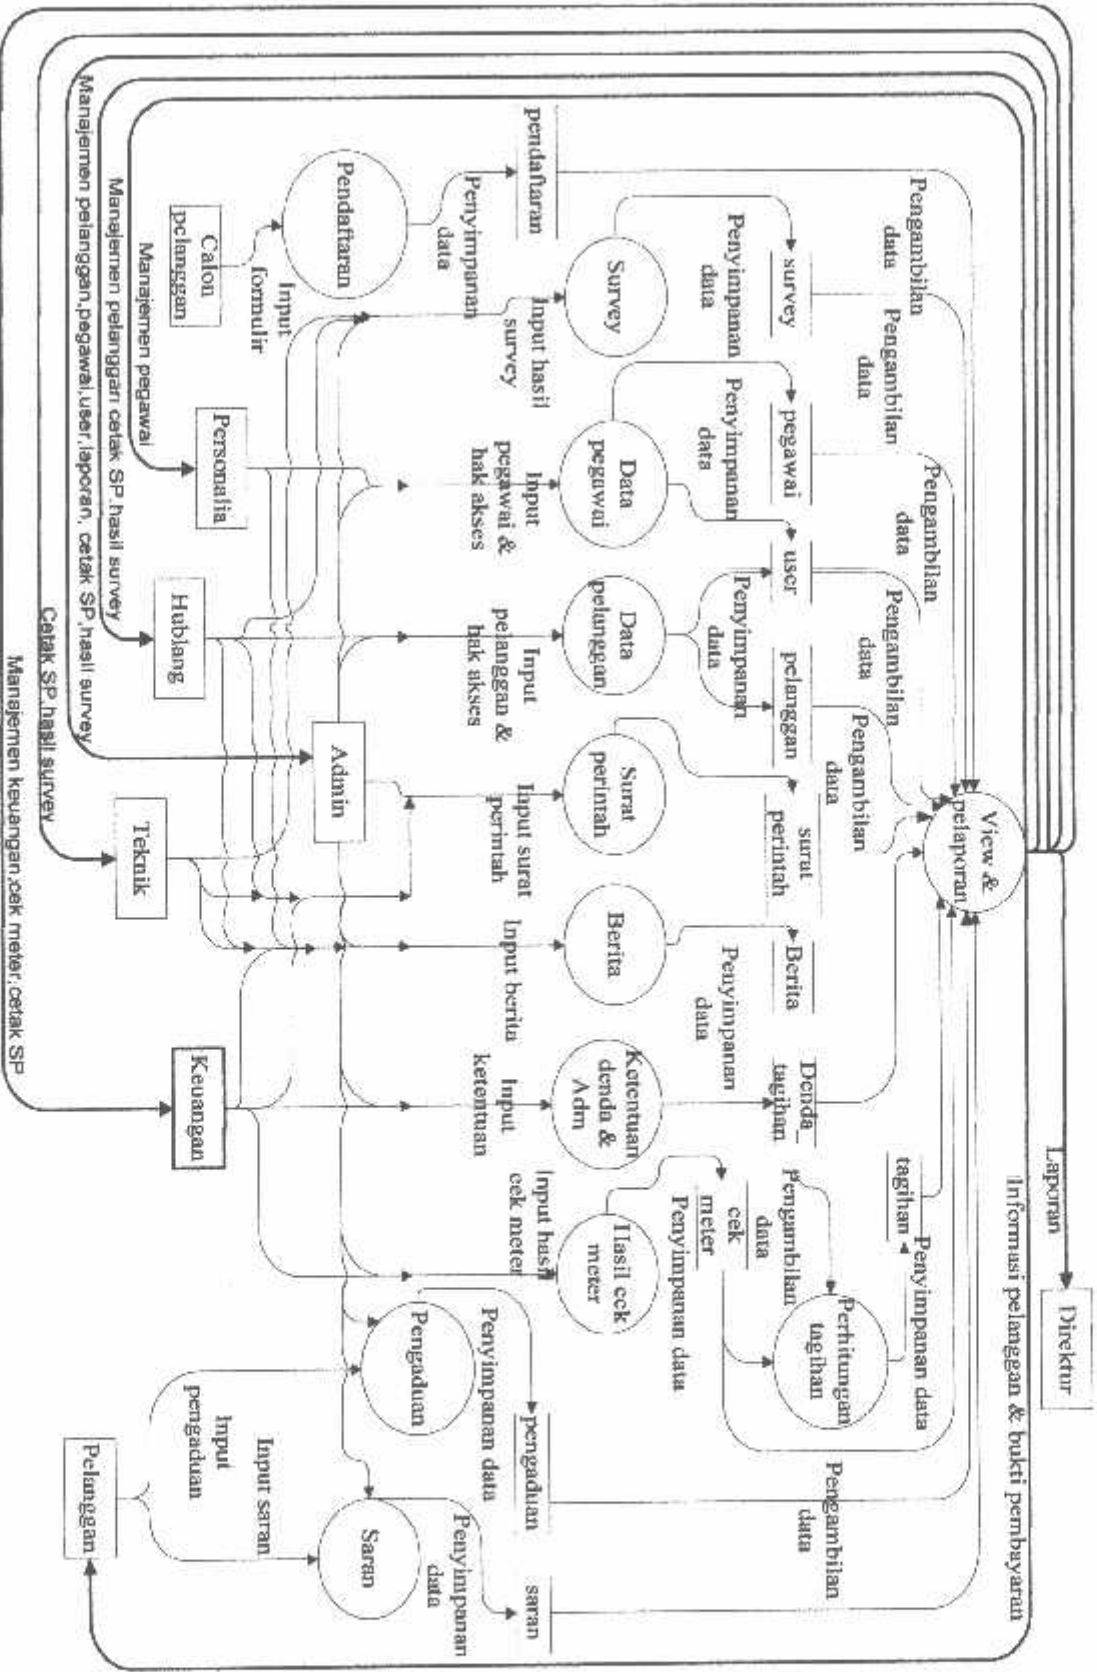 Direktur
Laporan
Informasi pelanggan & bukti pembayaran
View &
pelaporan
Pengambilan
data
Pengambilan
data
Pengambilan
data
Pengambilan
data
Pengambilan
data
Penyimpanan data
tagihan
Perhitungan
tagihan
Pengambilan
data
Pengambilan
data
survey
pegawai
user
pelanggan
surat
perintah
Berita
Denda_
tagihan
cek
meter
Penyimpanan
data
Penyimpanan
data
Penyimpanan
data
Penyimpanan
data
Penyimpanan data
pendaftaran
Survey
Data
pegawai
Data
pelanggan
Surat
perintah
Berita
Ketentuan
denda &
Adm
Hasil cek
meter
pengaduan
saran
Penyimpanan
data
Input hasil
survey
Input
pegawai &
hak akses
Input
pelanggan &
hak akses
Input surat
perintah
Input berita
Input
ketentuan
Input hasil
cek meter
Penyimpanan data
Penyimpanan
data
Pendaftaran
Admin
Pengaduan
Saran
Input
formulir
Input saran
Input
pengaduan
Calon
pelanggan
Personalia
Hublang
Teknik
Keuangan
Pelanggan
Manajemen pegawai
Manajemen pelanggan cetak SP.hasil survey
Manajemen pelanggan,pegawai,user,laporan, cetak SP,hasil survey
Cetak SP,hasil survey
Manajemen keuangan,cek meter,cetak SP